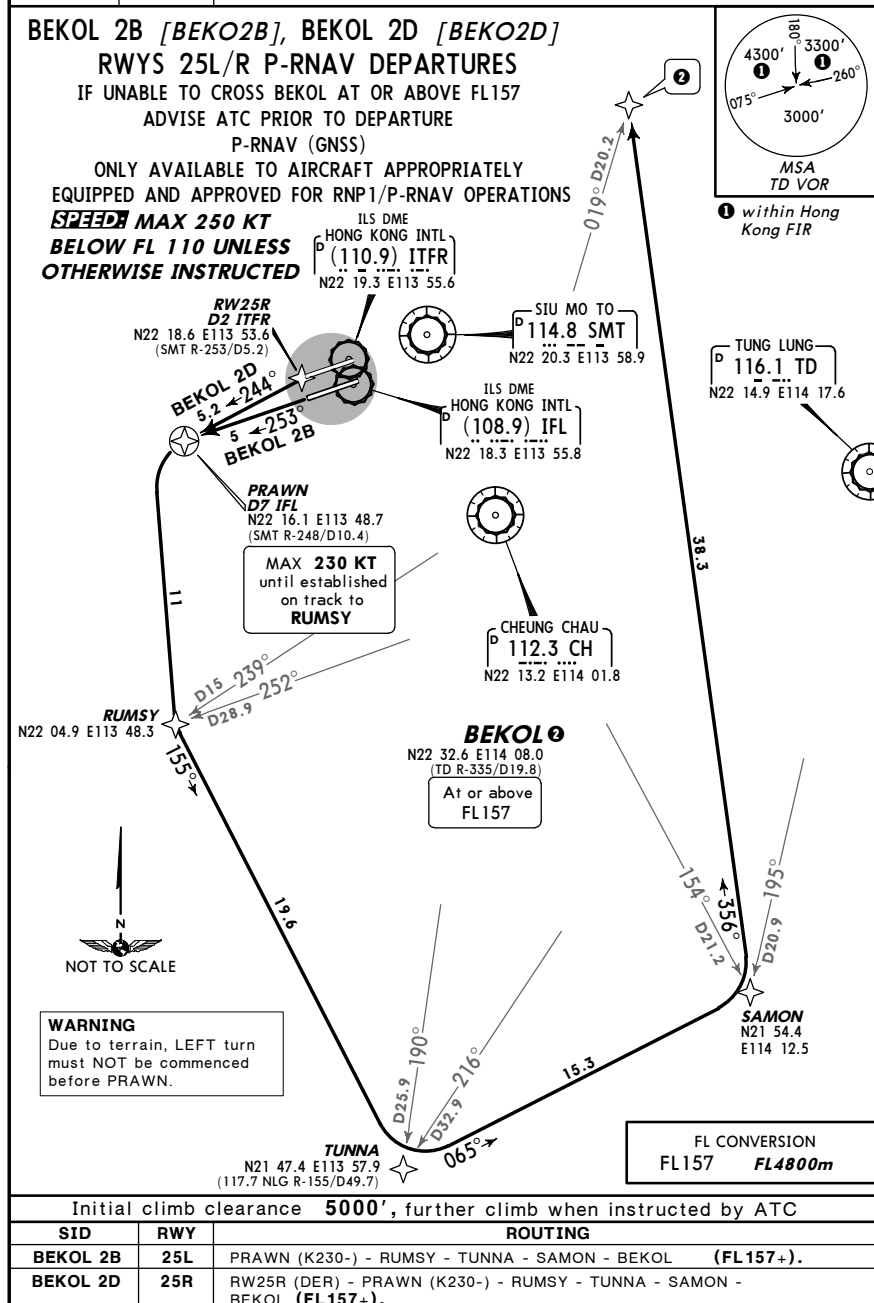 BEKOL 2B [BEKO2B], BEKOL 2D [BEKO2D]
RWYS 25L/R P-RNAV DEPARTURES
IF UNABLE TO CROSS BEKOL AT OR ABOVE FL157
ADVISE ATC PRIOR TO DEPARTURE
P-RNAV (GNSS)
ONLY AVAILABLE TO AIRCRAFT APPROPRIATELY
EQUIPPED AND APPROVED FOR RNP1/P-RNAV OPERATIONS
SPEED: MAX 250 KT
BELOW FL 110 UNLESS
OTHERWISE INSTRUCTED
❷
180°
4300'
❶
3300'
❶
260°
075°
3000'
MSA
TD VOR
❶ within Hong
Kong FIR
019° D20.2
ILS DME
HONG KONG INTL
D (110.9) ITFR
N22 19.3 E113 55.6
RW25R
D2 ITFR
N22 18.6 E113 53.6
(SMT R-253/D5.2)
SIU MO TO
D 114.8 SMT
N22 20.3 E113 58.9
TUNG LUNG
D 116.1 TD
N22 14.9 E114 17.6
BEKOL 2D
5.2 244°
5 253°
BEKOL 2B
ILS DME
HONG KONG INTL
D (108.9) IFL
N22 18.3 E113 55.8
PRAWN
D7 IFL
N22 16.1 E113 48.7
(SMT R-248/D10.4)
MAX 230 KT
until established
on track to
RUMSY
11
38.3
CHEUNG CHAU
D 112.3 CH
N22 13.2 E114 01.8
D15 239°
D28.9 252°
RUMSY
N22 04.9 E113 48.3
155°
BEKOL ❷
N22 32.6 E114 08.0
(TD R-335/D19.8)
At or above
FL157
19.6
154°
D21.2
356°
195°
D20.9
N
NOT TO SCALE
SAMON
N21 54.4
E114 12.5
WARNING
Due to terrain, LEFT turn
must NOT be commenced
before PRAWN.
D25.9 190°
D32.9 216°
15.3
065°
TUNNA
N21 47.4 E113 57.9
(117.7 NLG R-155/D49.7)
FL CONVERSION
FL157 FL4800m
Initial climb clearance 5000', further climb when instructed by ATC
SID RWY ROUTING
BEKOL 2B 25L PRAWN (K230-) - RUMSY - TUNNA - SAMON - BEKOL (FL157+).
BEKOL 2D 25R RW25R (DER) - PRAWN (K230-) - RUMSY - TUNNA - SAMON -
BEKOL (FL157+).